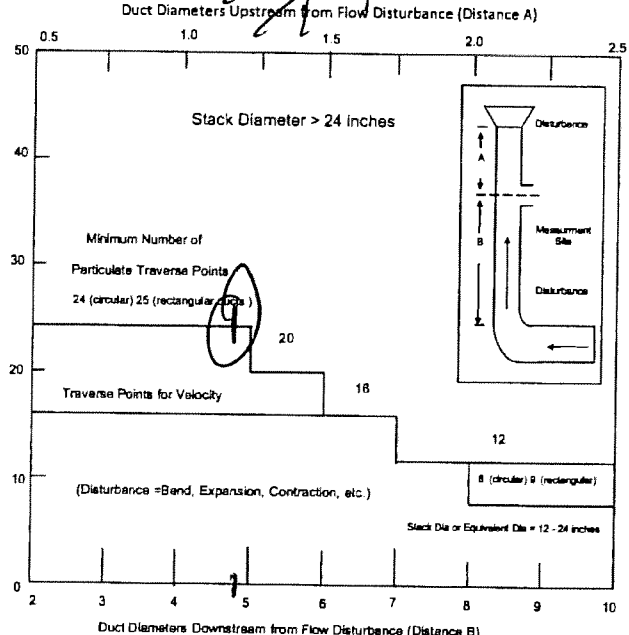 Duct Diameters Upstream from Flow Disturbance (Distance A)
0.5 1.0 1.5 2.0 2.5
50
40
30
20
10
0
Stack Diameter > 24 inches
Minimum Number of
Particulate Traverse Points
24 (circular) 25 (rectangular ducts)
20
16
12
Traverse Points for Velocity
8 (circular) 9 (rectangular)
(Disturbance =Bend, Expansion, Contraction, etc.)
Stack Dia or Equivalent Dia = 12 - 24 inches
Disturbance
A
Measurment
Site
B
Disturbance
2 3 4 5 6 7 8 9 10
Duct Diameters Downstream from Flow Disturbance (Distance B)